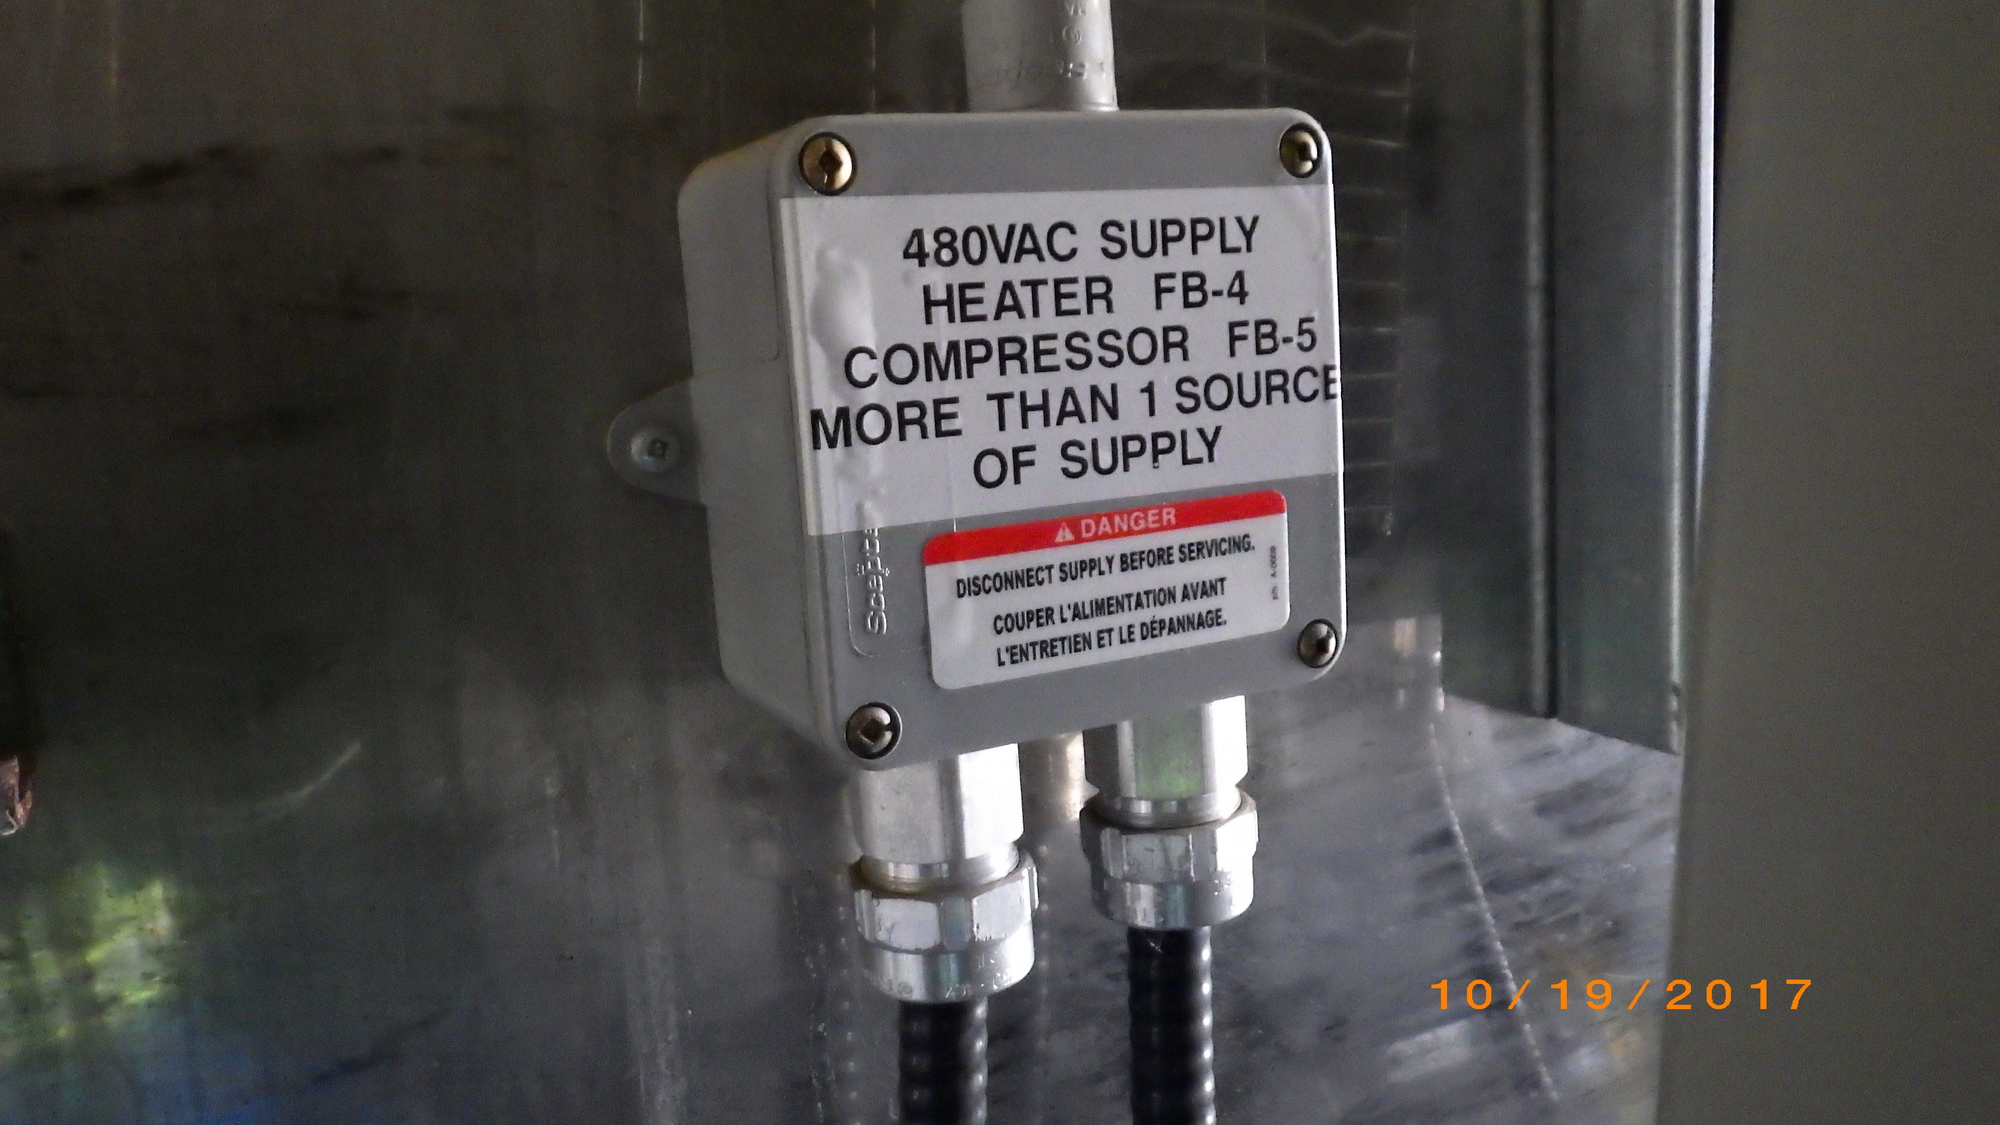 480VAC SUPPLY
HEATER FB-4
COMPRESSOR FB-5
MORE THAN 1 SOURCE
OF SUPPLY
DANGER
DISCONNECT SUPPLY BEFORE SERVICING.
COUPER L'ALIMENTATION AVANT
L'ENTRETIEN ET LE DÉPANNAGE.
10/19/2017